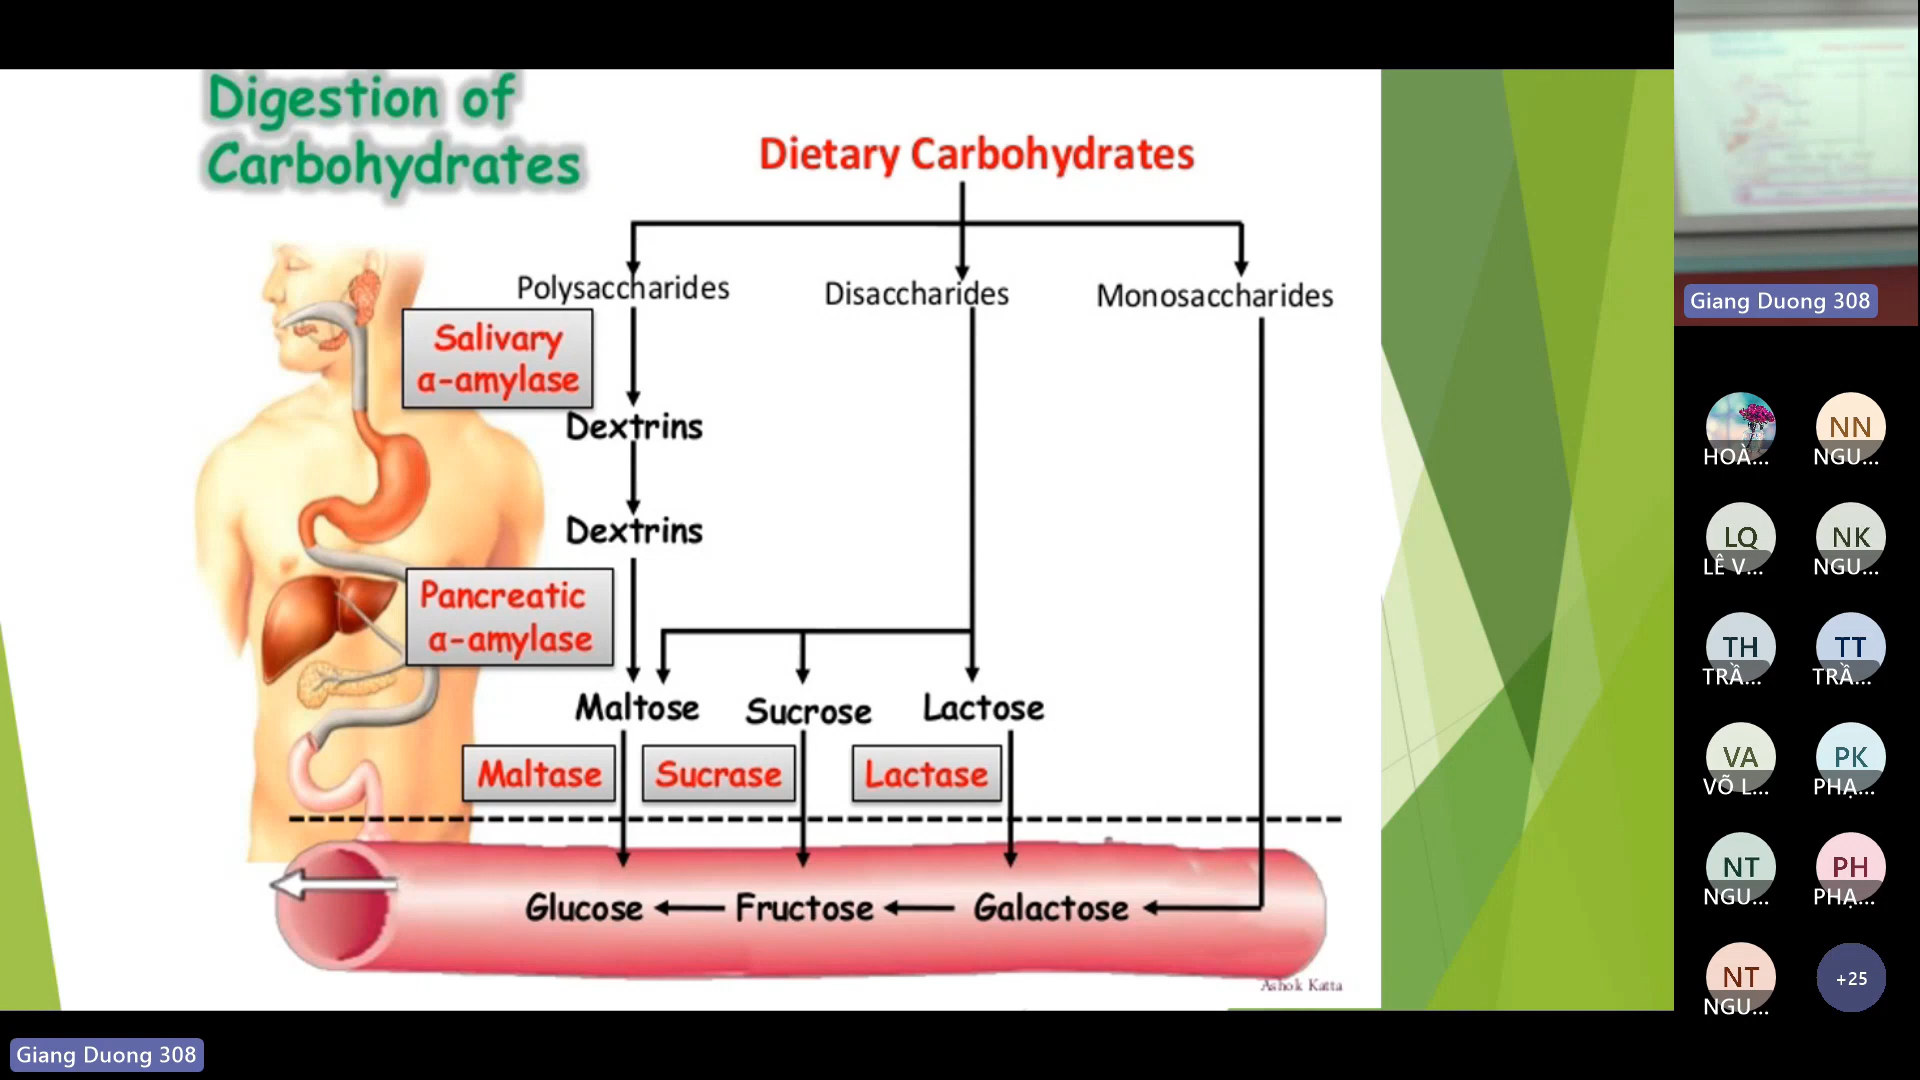 Digestion of
Carbohydrates
Dietary Carbohydrates
Polysaccharides
Disaccharides
Monosaccharides
Salivary
α-amylase
Dextrins
Dextrins
Pancreatic
α-amylase
Maltose
Sucrose
Lactose
Maltase
Sucrase
Lactase
Glucose
Fructose
Galactose
Ashok Katta
Giang Duong 308
Giang Duong 308
HOÀ...
NN
NGU...
LQ
LÊ V...
NK
NGU...
TH
TRẦ...
TT
TRẦ...
VA
VÕ L...
PK
PHẠ...
NT
NGU...
PH
PHẠ...
NT
NGU...
+25